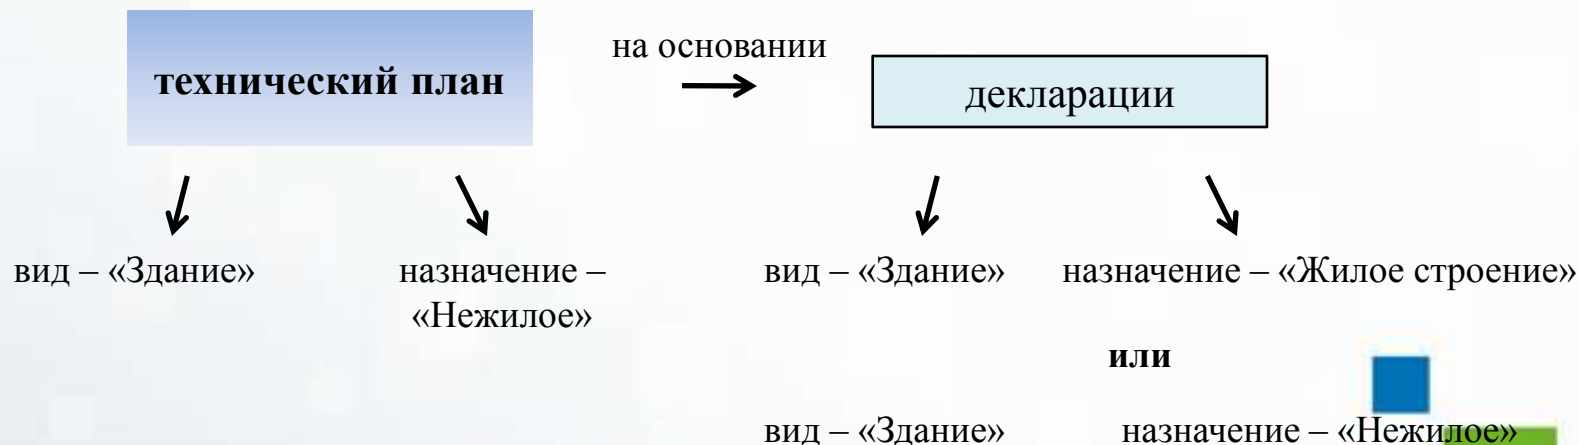 технический план
на основании
декларации
вид – «Здание»
назначение –
«Нежилое»
вид – «Здание»
назначение – «Жилое строение»
или
вид – «Здание»
назначение – «Нежилое»